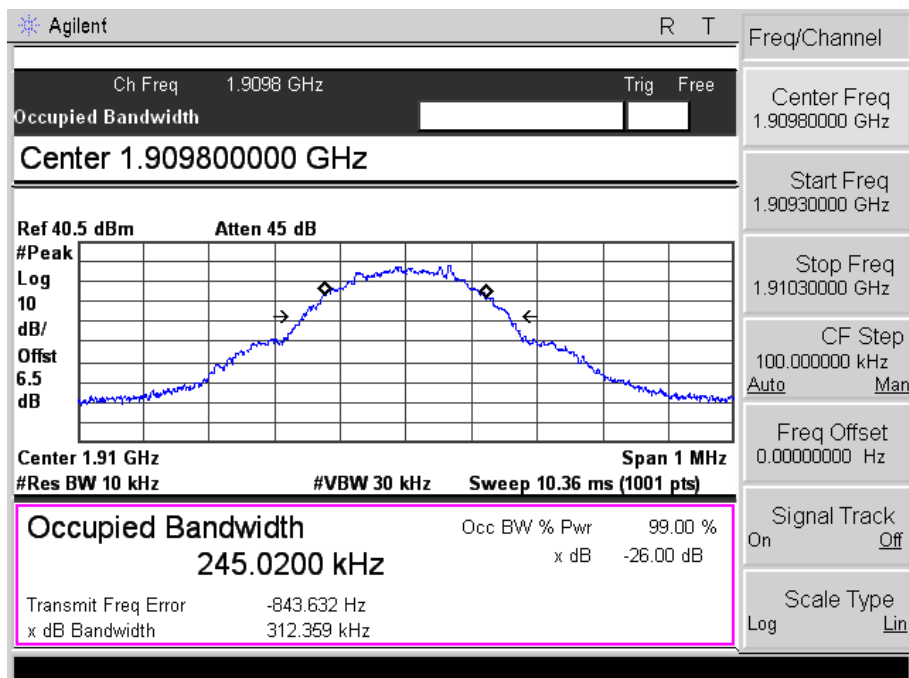 Agilent R T
Ch Freq 1.9098 GHz Trig Free
Occupied Bandwidth
Center 1.909800000 GHz
Ref 40.5 dBm Atten 45 dB
#Peak
Log
10
dB/
Offst
6.5
dB
Center 1.91 GHz Span 1 MHz
#Res BW 10 kHz #VBW 30 kHz Sweep 10.36 ms (1001 pts)
Occupied Bandwidth Occ BW % Pwr 99.00 %
245.0200 kHz x dB -26.00 dB
Transmit Freq Error -843.632 Hz
x dB Bandwidth 312.359 kHz
Freq/Channel
Center Freq
1.90980000 GHz
Start Freq
1.90930000 GHz
Stop Freq
1.91030000 GHz
CF Step
100.000000 kHz
Auto Man
Freq Offset
0.00000000 Hz
Signal Track
On Off
Scale Type
Log Lin